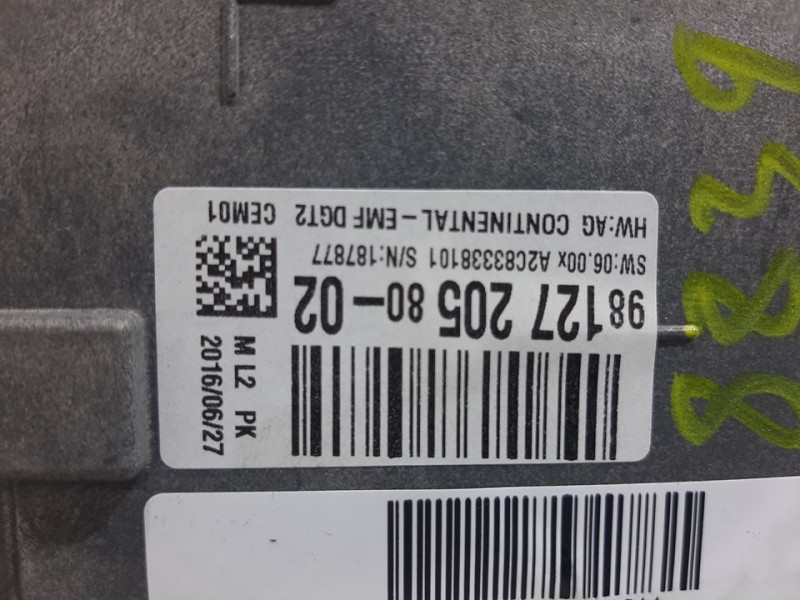 HW:AG CONTINENTAL-EMF DGT2 CEM01
SW:06.00x A2C83338101 S/N:187877
98 127 205 80-02
M L2 PK
2016/06/27
8839